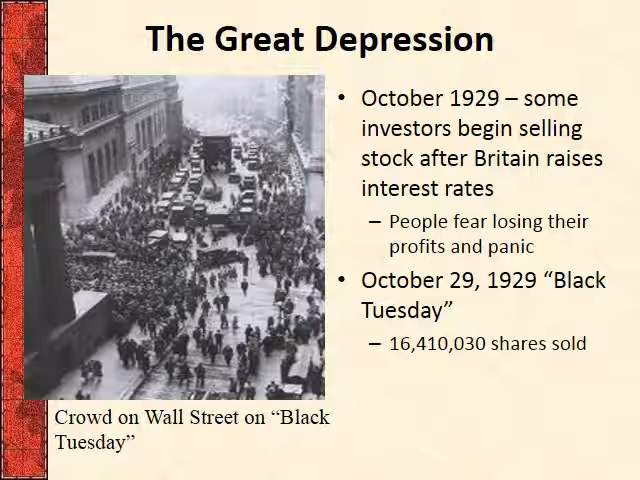 The Great Depression
• October 1929 – some
investors begin selling
stock after Britain raises
interest rates
– People fear losing their
profits and panic
• October 29, 1929 “Black
Tuesday”
– 16,410,030 shares sold
Crowd on Wall Street on “Black
Tuesday”